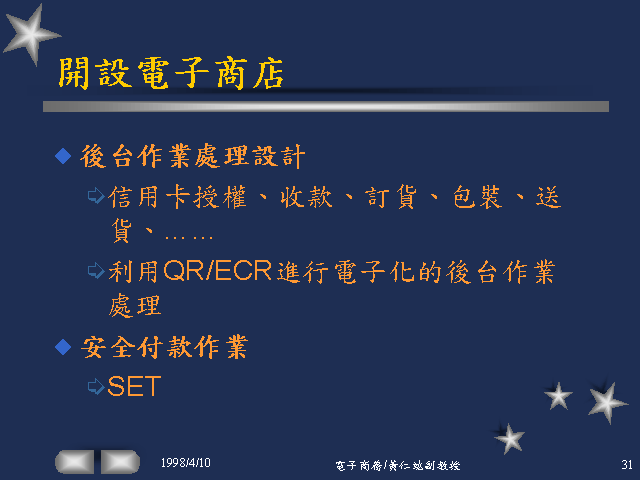 開設電子商店
後台作業處理設計
信用卡授權、收款、訂貨、包裝、送
貨、……
利用QR/ECR進行電子化的後台作業
處理
安全付款作業
SET
1998/4/10
電子商務/黃仁 副教授
31